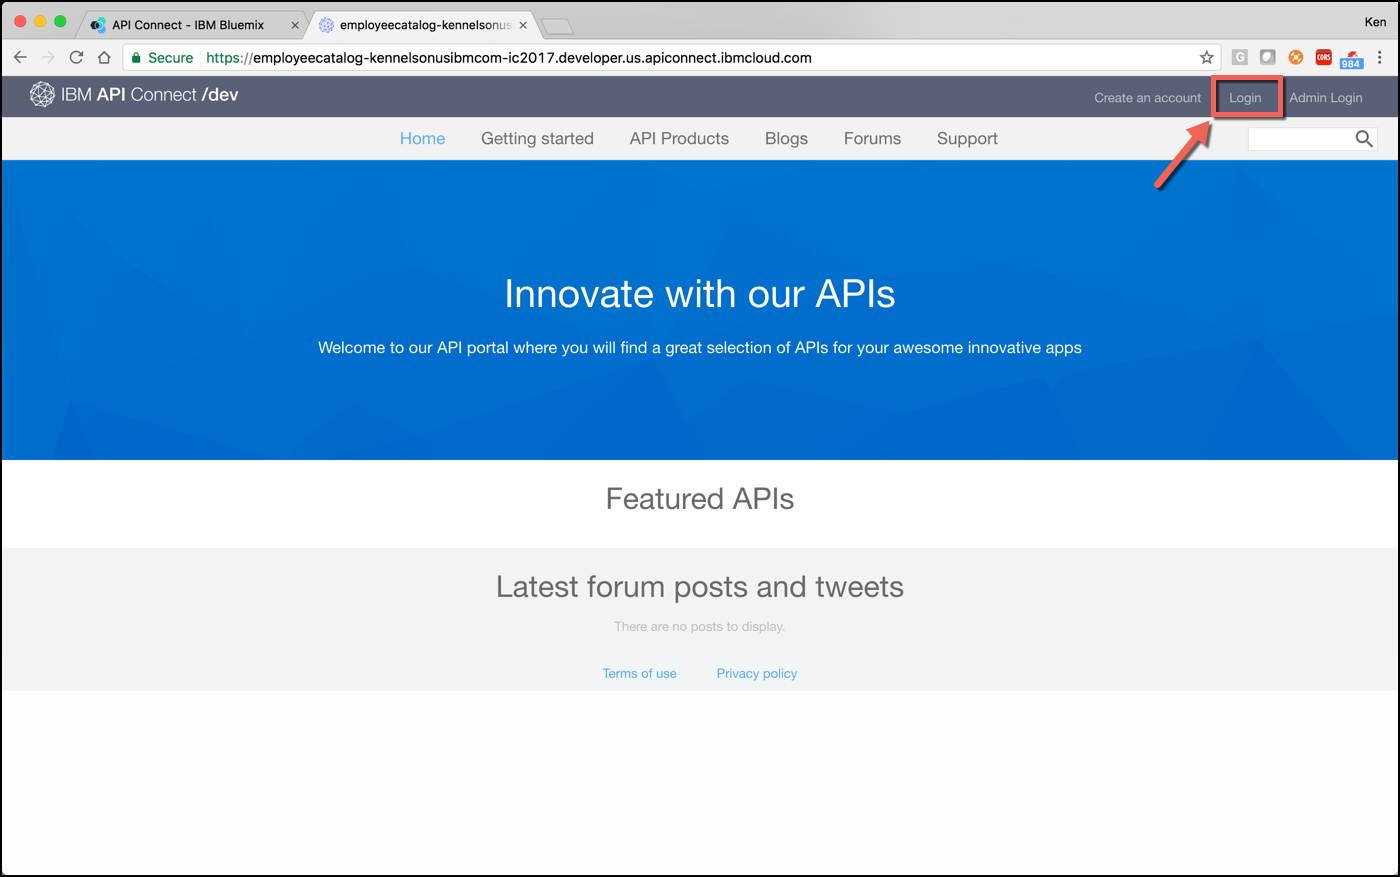 API Connect - IBM Bluemix
employeecatalog-kennelsonus
Ken
Secure https://employeecatalog-kennelsonusibmcom-ic2017.developer.us.apiconnect.ibmcloud.com
G
CORS
984
IBM API Connect /dev
Create an account
Login
Admin Login
Home
Getting started
API Products
Blogs
Forums
Support
Innovate with our APIs
Welcome to our API portal where you will find a great selection of APIs for your awesome innovative apps
Featured APIs
Latest forum posts and tweets
There are no posts to display.
Terms of use
Privacy policy